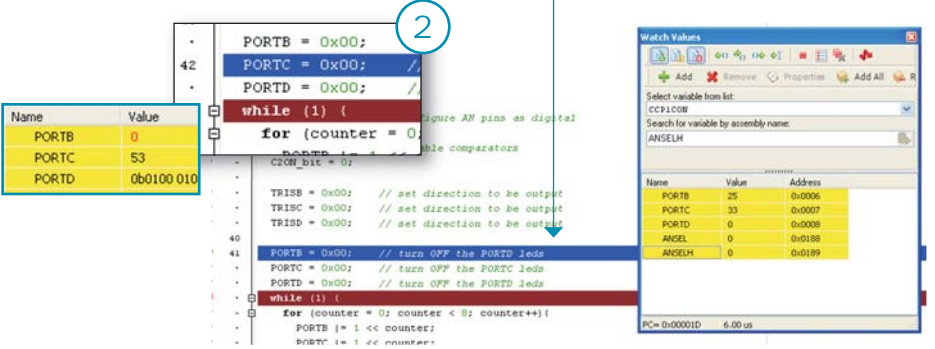 2
PORTB = 0x00;
42 PORTC = 0x00; //
PORTD = 0x00; //
while (1) {
for (counter = 0;
Name Value
PORTB 0
PORTC 53
PORTD 0b0100 010
figure AN pins as digital
ble comparators
C2ON_bit = 0;
TRISB = 0x00; // set direction to be output
TRISC = 0x00; // set direction to be output
TRISD = 0x00; // set direction to be output
40
41 PORTB = 0x00; // turn OFF the PORTD leds
PORTC = 0x00; // turn OFF the PORTC leds
PORTD = 0x00; // turn OFF the PORTD leds
while (1) {
for (counter = 0; counter < 8; counter++){
PORTB |= 1 << counter;
PORTC |= 1 << counter;
Watch Values
Add Remove Properties Add All R
Select variable from list:
CCP1CON
Search for variable by assembly name:
ANSELH
Name Value Address
PORTB 25 0x0006
PORTC 33 0x0007
PORTD 0 0x0008
ANSEL 0 0x0188
ANSELH 0 0x0189
PC= 0x00001D 6.00 us